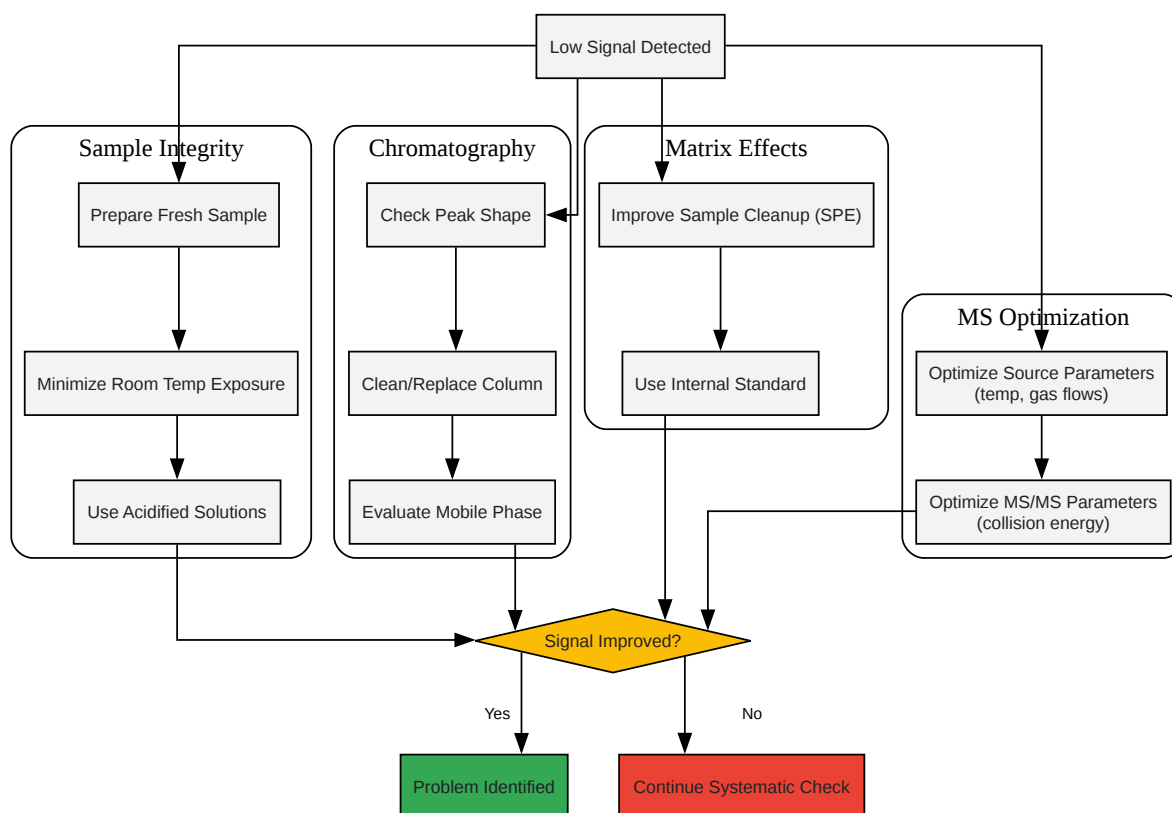 Low Signal Detected
Sample Integrity
Prepare Fresh Sample
Minimize Room Temp Exposure
Use Acidified Solutions
Chromatography
Check Peak Shape
Clean/Replace Column
Evaluate Mobile Phase
Matrix Effects
Improve Sample Cleanup (SPE)
Use Internal Standard
MS Optimization
Optimize Source Parameters
(temp, gas flows)
Optimize MS/MS Parameters
(collision energy)
Signal Improved?
Yes
No
Problem Identified
Continue Systematic Check